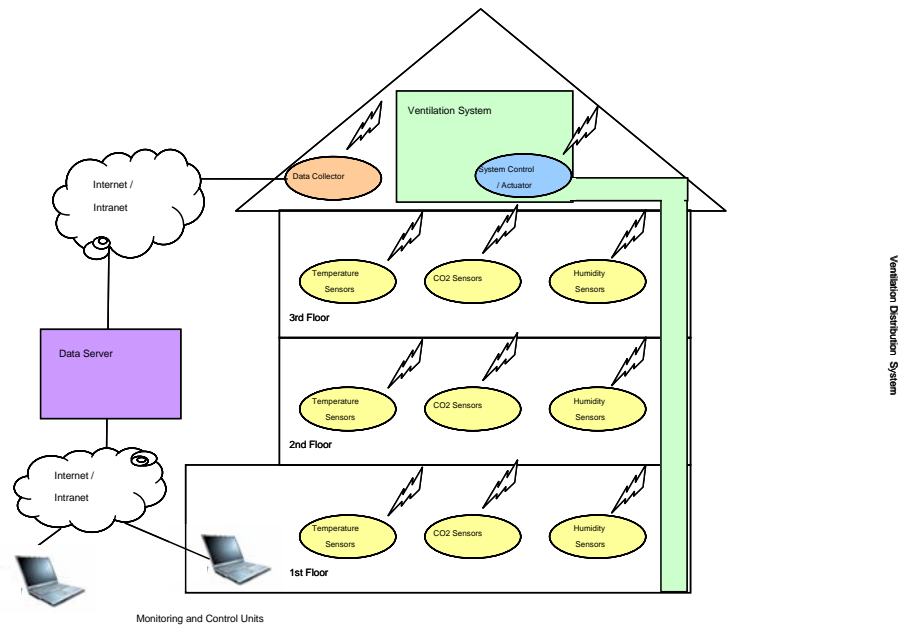 Ventilation System
Data Collector
System Control
/ Actuator
Internet /
Intranet
Temperature
Sensors
CO2 Sensors
Humidity
Sensors
3rd Floor
Ventilation Distribution System
Data Server
Temperature
Sensors
CO2 Sensors
Humidity
Sensors
2nd Floor
Internet /
Intranet
Temperature
Sensors
CO2 Sensors
Humidity
Sensors
1st Floor
Monitoring and Control Units